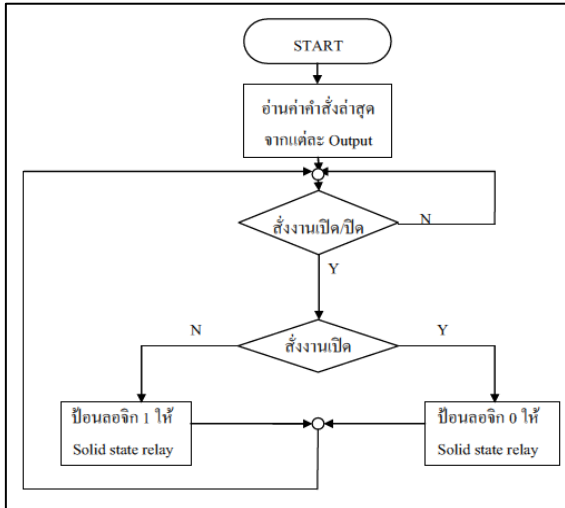 START
อ่านค่าคำสั่งล่าสุด
จากแต่ละ Output
สั่งงานเปิด/ปิด
N
Y
สั่งงานเปิด
N
Y
ป้อนลอจิก 1 ให้
Solid state relay
ป้อนลอจิก 0 ให้
Solid state relay